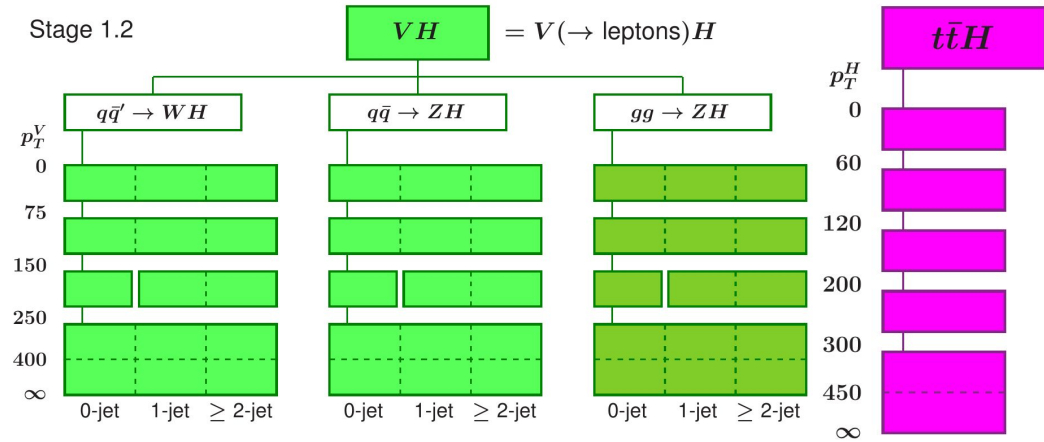 Stage 1.2
VH = V(→ leptons)H
qq̄′ → WH
qq̄ → ZH
gg → ZH
p_T^V
0
75
150
250
400
∞
0-jet 1-jet ≥ 2-jet
0-jet 1-jet ≥ 2-jet
0-jet 1-jet ≥ 2-jet
tt̄H
p_T^H
0
60
120
200
300
450
∞